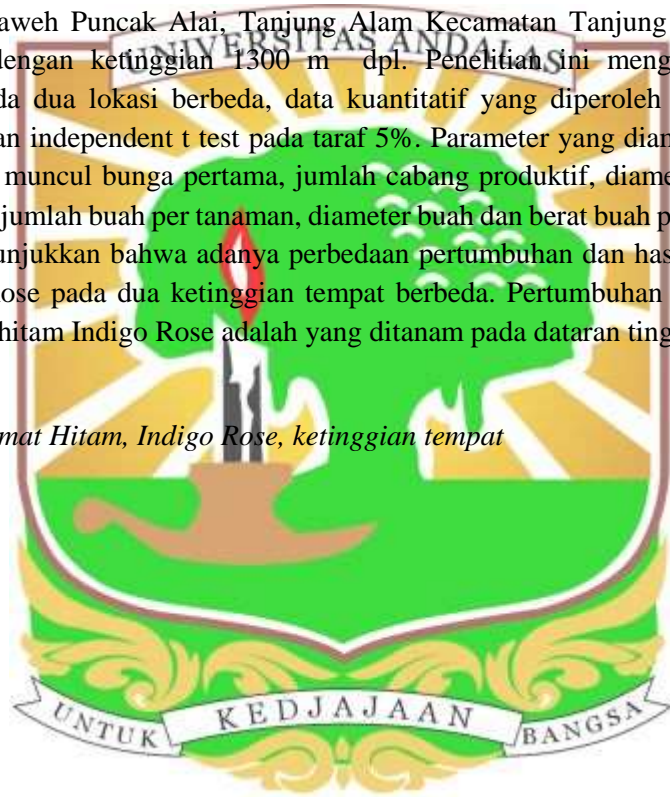 aweh Puncak Alai, Tanjung Alam Kecamatan Tanjung
dengan ketinggian 1300 m dpl. Penelitian ini meng
da dua lokasi berbeda, data kuantitatif yang diperoleh
an independent t test pada taraf 5%. Parameter yang diam
muncul bunga pertama, jumlah cabang produktif, diame
jumlah buah per tanaman, diameter buah dan berat buah p
unjukkan bahwa adanya perbedaan pertumbuhan dan has
ose pada dua ketinggian tempat berbeda. Pertumbuhan
hitam Indigo Rose adalah yang ditanam pada dataran ting
mat Hitam, Indigo Rose, ketinggian tempat
UNIVERSITAS ANDALAS
UNTUK KEDJAJAAN BANGSA